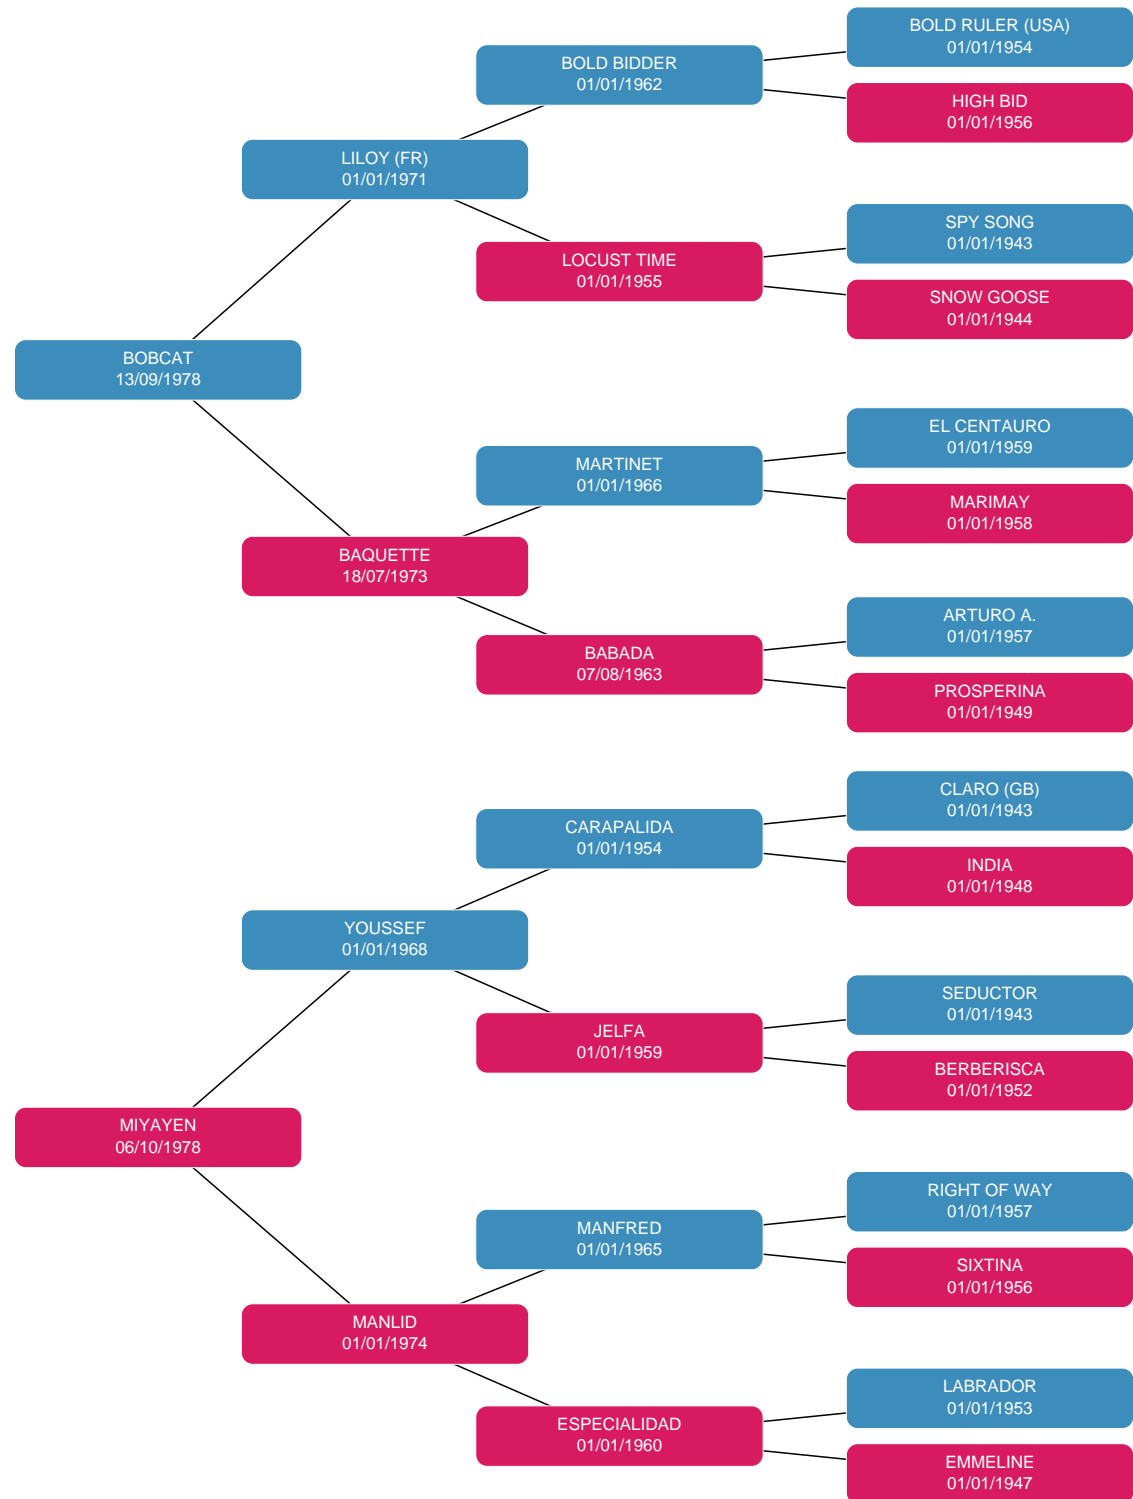 BOLD RULER (USA)
01/01/1954
BOLD BIDDER
01/01/1962
HIGH BID
01/01/1956
LILOY (FR)
01/01/1971
SPY SONG
01/01/1943
LOCUST TIME
01/01/1955
SNOW GOOSE
01/01/1944
BOBCAT
13/09/1978
EL CENTAURO
01/01/1959
MARTINET
01/01/1966
MARIMAY
01/01/1958
BAQUETTE
18/07/1973
ARTURO A.
01/01/1957
BABADA
07/08/1963
PROSPERINA
01/01/1949
CLARO (GB)
01/01/1943
CARAPALIDA
01/01/1954
INDIA
01/01/1948
YOUSSEF
01/01/1968
SEDUCTOR
01/01/1943
JELFA
01/01/1959
BERBERISCA
01/01/1952
MIYAYEN
06/10/1978
RIGHT OF WAY
01/01/1957
MANFRED
01/01/1965
SIXTINA
01/01/1956
MANLID
01/01/1974
LABRADOR
01/01/1953
ESPECIALIDAD
01/01/1960
EMMELINE
01/01/1947